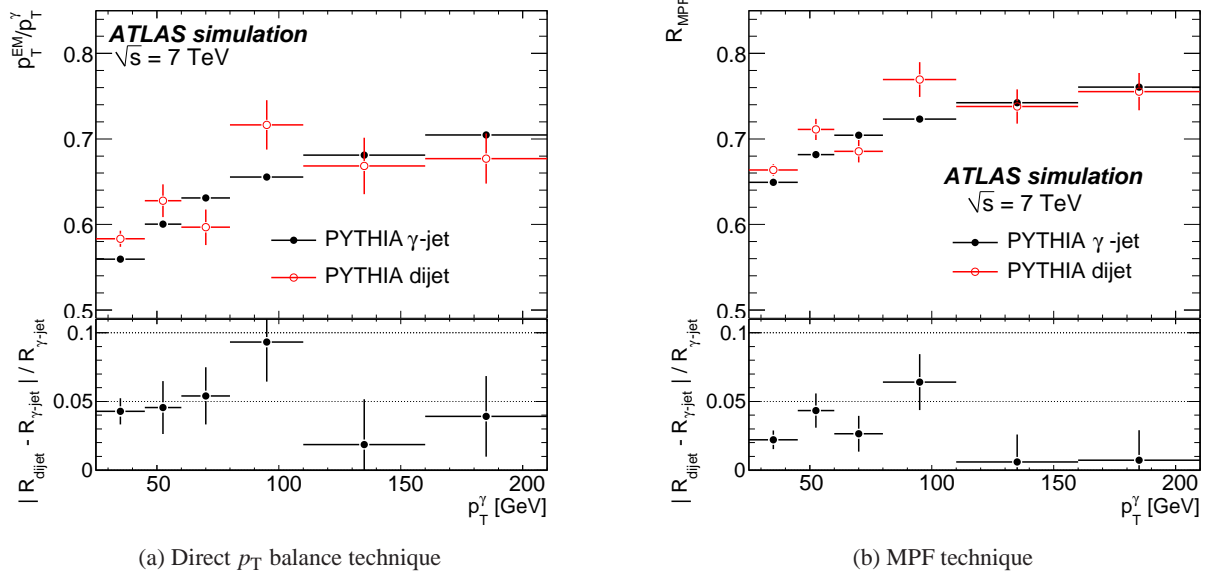 p_T^EM/p_T^γ
ATLAS simulation
√s = 7 TeV
0.8
0.7
0.6
0.5
PYTHIA γ-jet
PYTHIA dijet
| R_dijet - R_γ-jet | / R_γ-jet
0.1
0.05
0
50 100 150 200
p_T^γ [GeV]
(a) Direct p_T balance technique
R_MPF
0.8
0.7
0.6
0.5
ATLAS simulation
√s = 7 TeV
PYTHIA γ -jet
PYTHIA dijet
| R_dijet - R_γ-jet | / R_γ-jet
0.1
0.05
0
50 100 150 200
p_T^γ [GeV]
(b) MPF technique